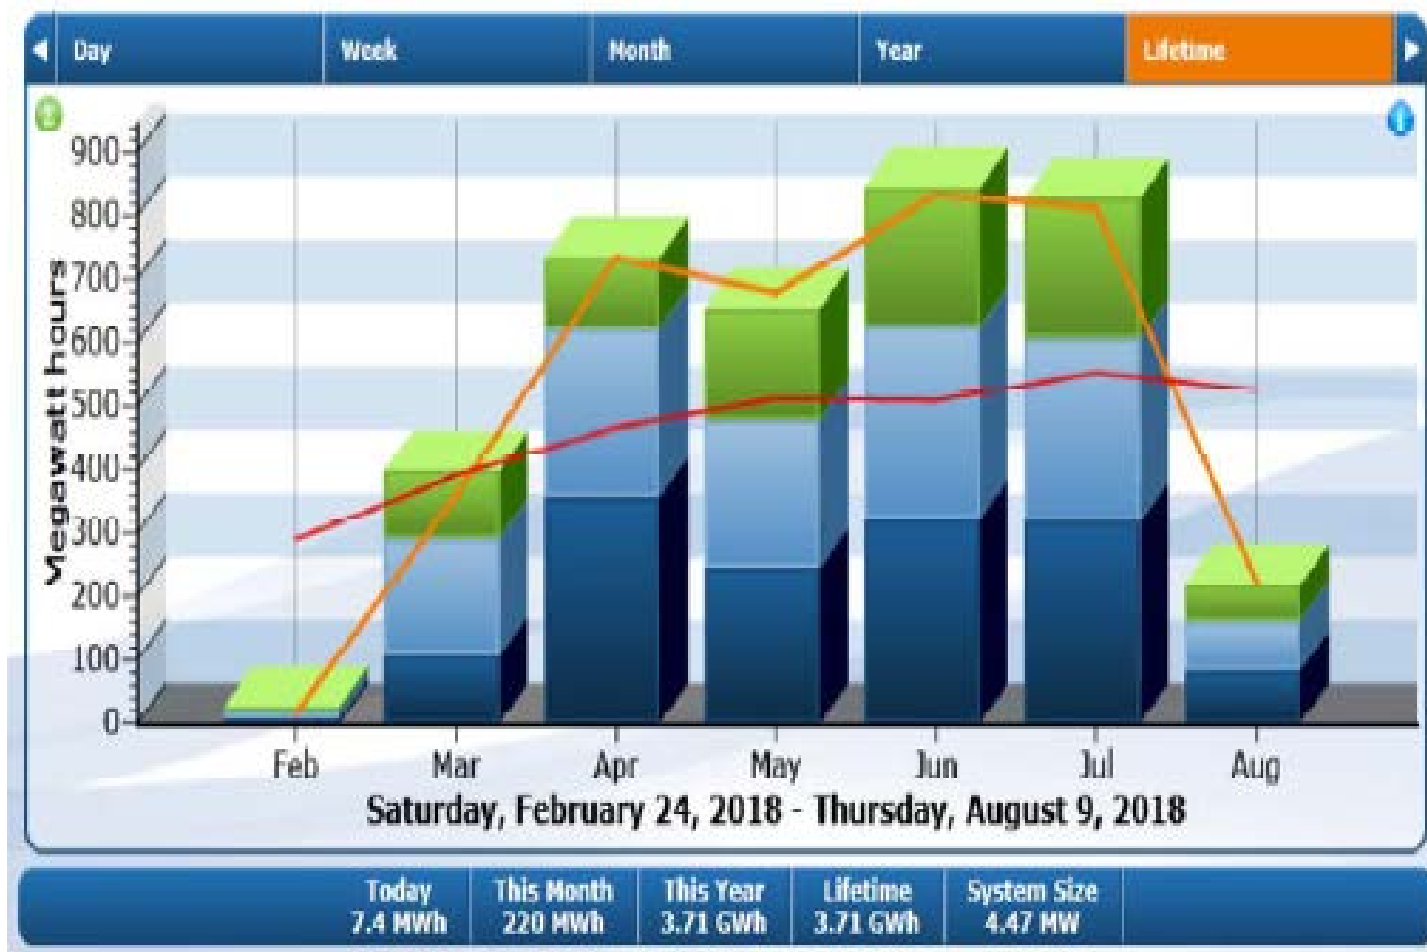 Day Week Month Year Lifetime
Megawatt hours
900
800
700
600
500
400
300
200
100
0
Feb Mar Apr May Jun Jul Aug
Saturday, February 24, 2018 - Thursday, August 9, 2018
Today This Month This Year Lifetime System Size
7.4 MWh 220 MWh 3.71 GWh 3.71 GWh 4.47 MW